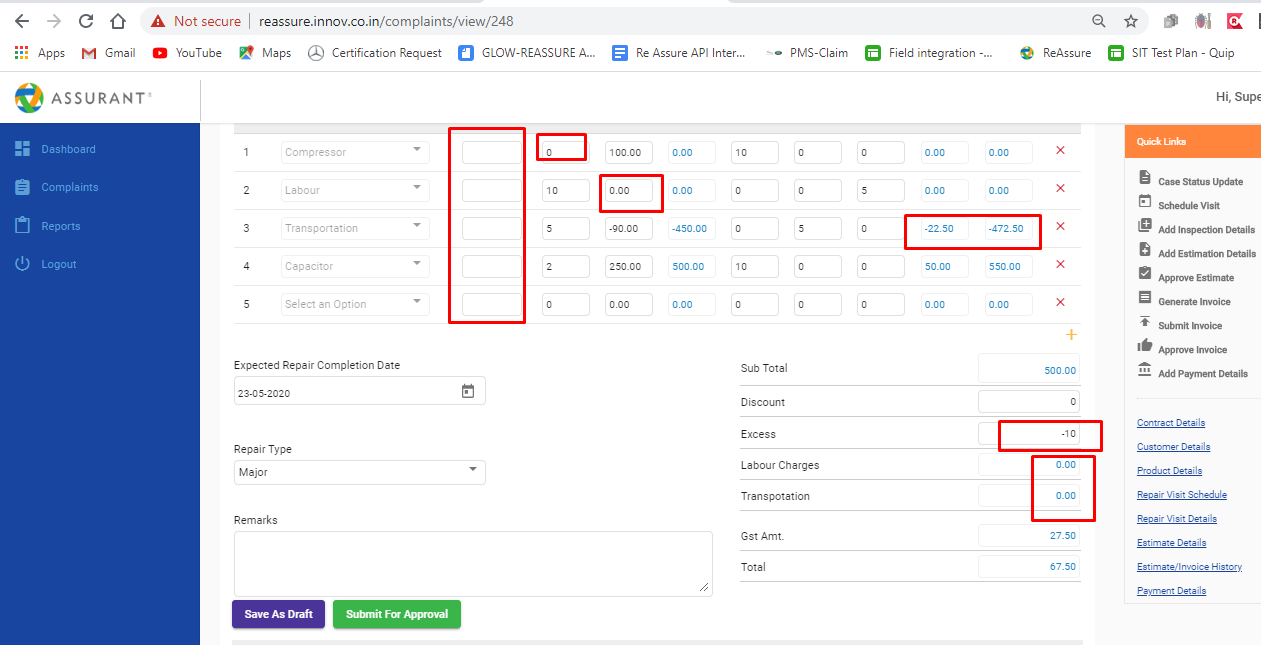 Not secure | reassure.innov.co.in/complaints/view/248
Apps Gmail YouTube Maps Certification Request GLOW-REASSURE A... Re Assure API Inter... PMS-Claim Field integration -... ReAssure SIT Test Plan - Quip
ASSURANT® Hi, Supe
Dashboard
Complaints
Reports
Logout
1 Compressor 0 100.00 0.00 10 0 0 0.00 0.00
2 Labour 10 0.00 0.00 0 0 5 0.00 0.00
3 Transportation 5 -90.00 -450.00 0 5 0 -22.50 -472.50
4 Capacitor 2 250.00 500.00 10 0 0 50.00 550.00
5 Select an Option 0 0.00 0.00 0 0 0 0.00 0.00
+
Expected Repair Completion Date
23-05-2020
Repair Type
Major
Remarks
Save As Draft Submit For Approval
Sub Total 500.00
Discount 0
Excess -10
Labour Charges 0.00
Transpotation 0.00
Gst Amt. 27.50
Total 67.50
Quick Links
Case Status Update
Schedule Visit
Add Inspection Details
Add Estimation Details
Approve Estimate
Generate Invoice
Submit Invoice
Approve Invoice
Add Payment Details
Contract Details
Customer Details
Product Details
Repair Visit Schedule
Repair Visit Details
Estimate Details
Estimate/Invoice History
Payment Details